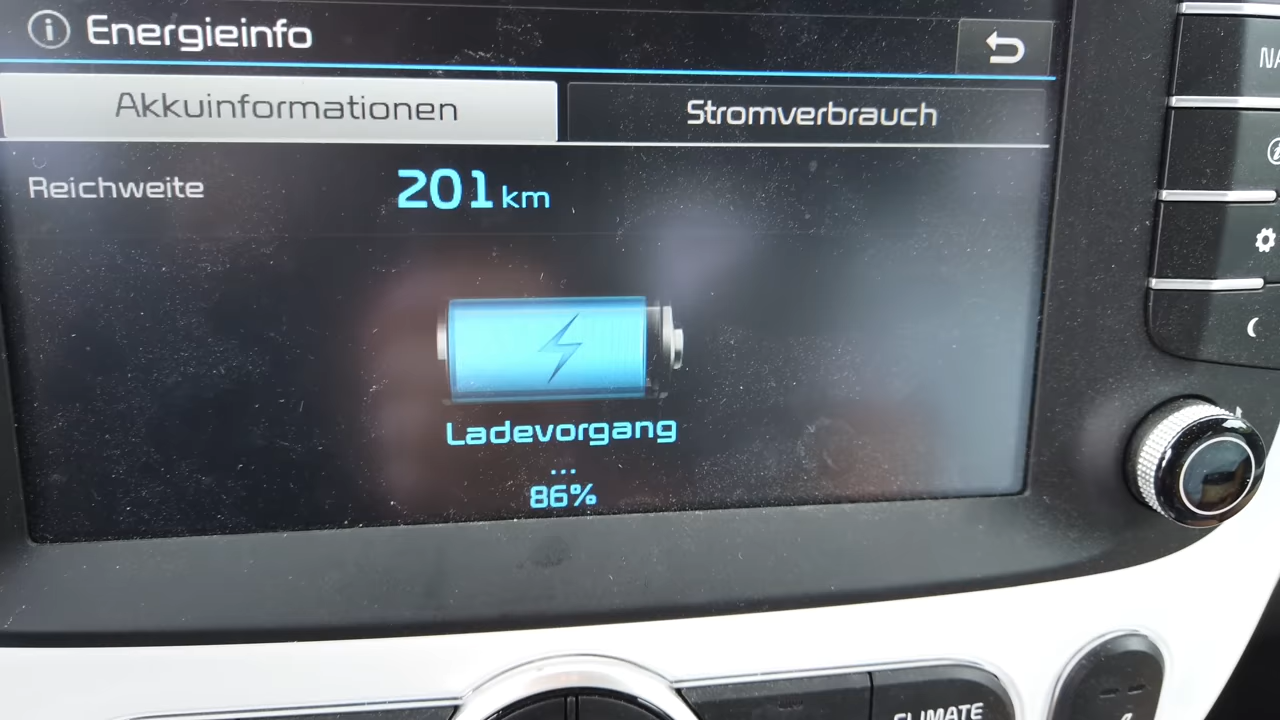 Energieinfo
Akkuinformationen
Stromverbrauch
Reichweite
201 km
Ladevorgang
...
86%
CLIMATE